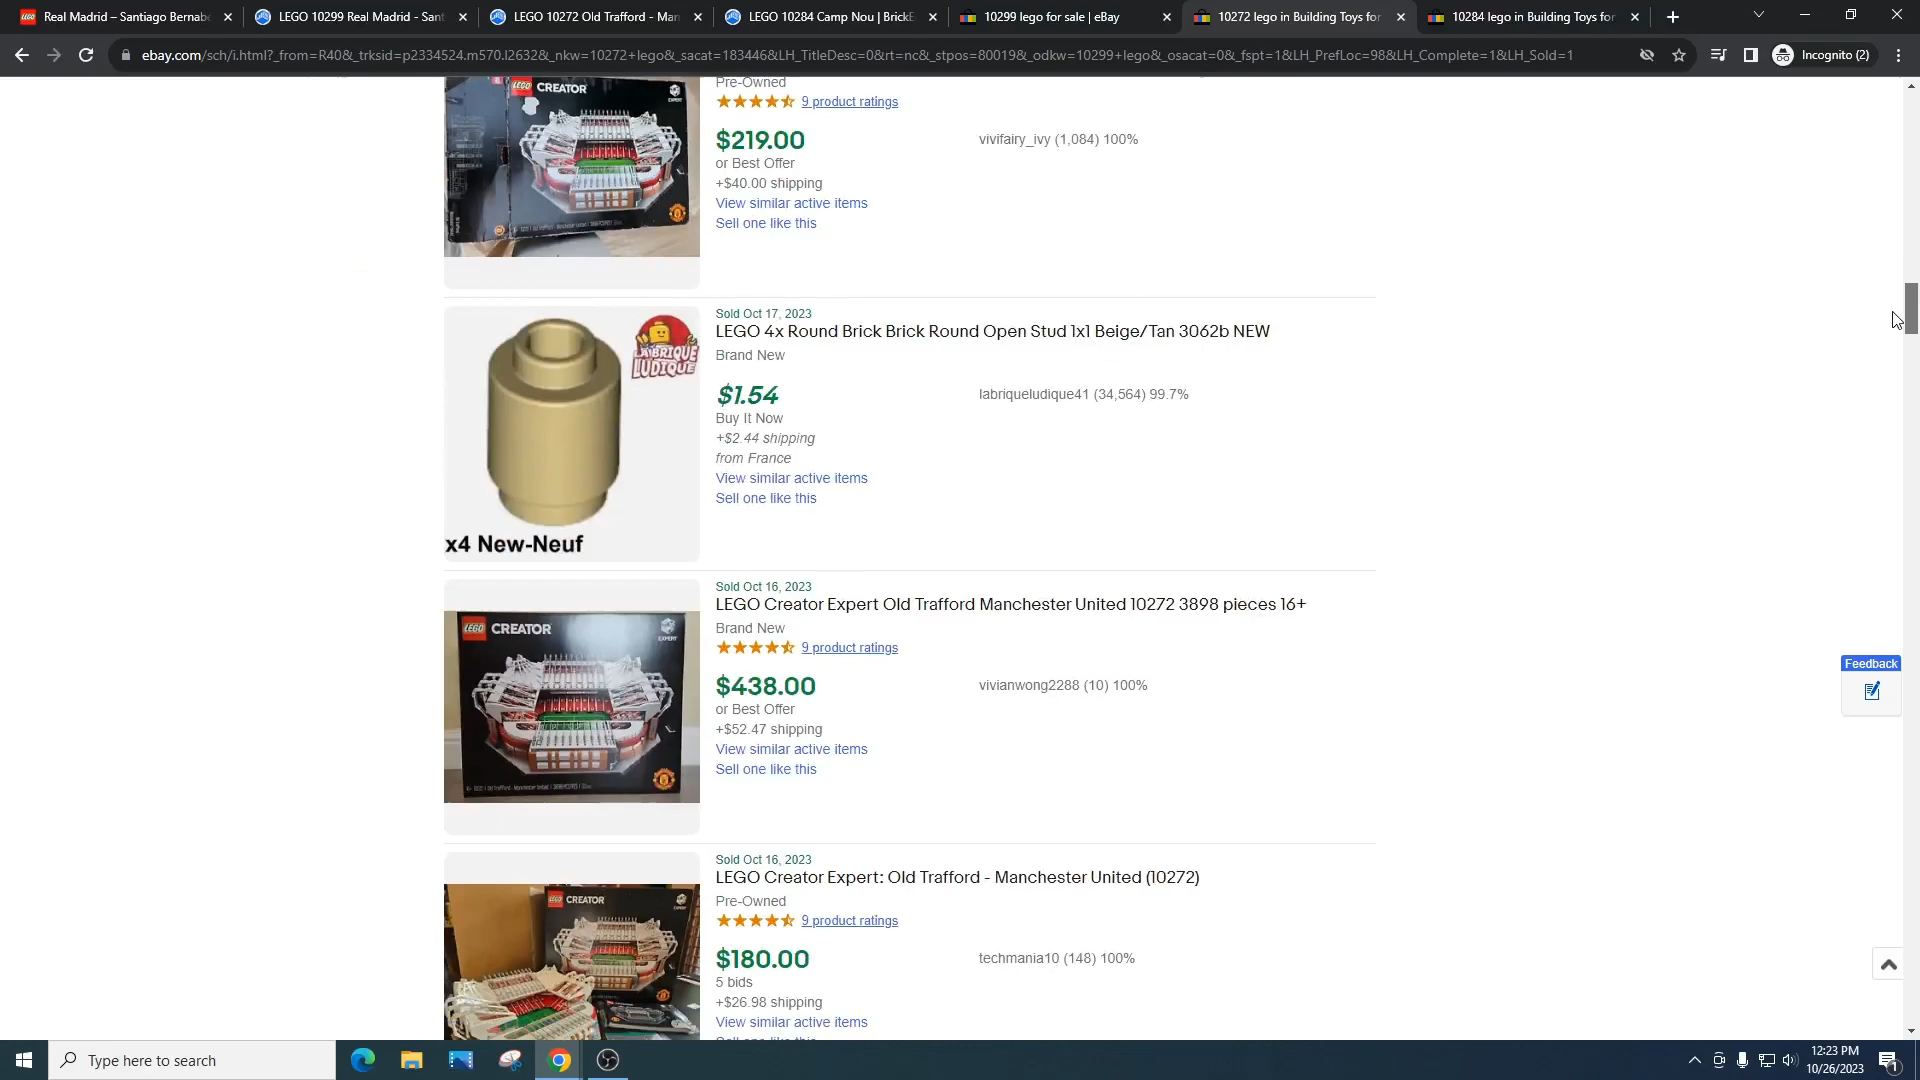 Real Madrid – Santiago Bernabé
LEGO 10299 Real Madrid - Sant
LEGO 10272 Old Trafford - Man
LEGO 10284 Camp Nou | BrickE
10299 lego for sale | eBay
10272 lego in Building Toys for
10284 lego in Building Toys for
ebay.com/sch/i.html?_from=R40&_trksid=p2334524.m570.l2632&_nkw=10272+lego&_sacat=183446&LH_TitleDesc=0&rt=nc&_stpos=80019&_odkw=10299+lego&_osacat=0&_fspt=1&LH_PrefLoc=98&LH_Complete=1&LH_Sold=1
Incognito (2)
LEGO CREATOR
EXPERT
Pre-Owned
9 product ratings
$219.00
vivifairy_ivy (1,084) 100%
or Best Offer
+$40.00 shipping
View similar active items
Sell one like this
LA BRIQUE
LUDIQUE
x4 New-Neuf
Sold Oct 17, 2023
LEGO 4x Round Brick Brick Round Open Stud 1x1 Beige/Tan 3062b NEW
Brand New
$1.54
labriqueludique41 (34,564) 99.7%
Buy It Now
+$2.44 shipping
from France
View similar active items
Sell one like this
LEGO CREATOR
EXPERT
Sold Oct 16, 2023
LEGO Creator Expert Old Trafford Manchester United 10272 3898 pieces 16+
Brand New
9 product ratings
$438.00
vivianwong2288 (10) 100%
or Best Offer
+$52.47 shipping
View similar active items
Sell one like this
Feedback
LEGO CREATOR
EXPERT
Sold Oct 16, 2023
LEGO Creator Expert: Old Trafford - Manchester United (10272)
Pre-Owned
9 product ratings
$180.00
techmania10 (148) 100%
5 bids
+$26.98 shipping
View similar active items
Sell one like this
Type here to search
12:23 PM
10/26/2023
1